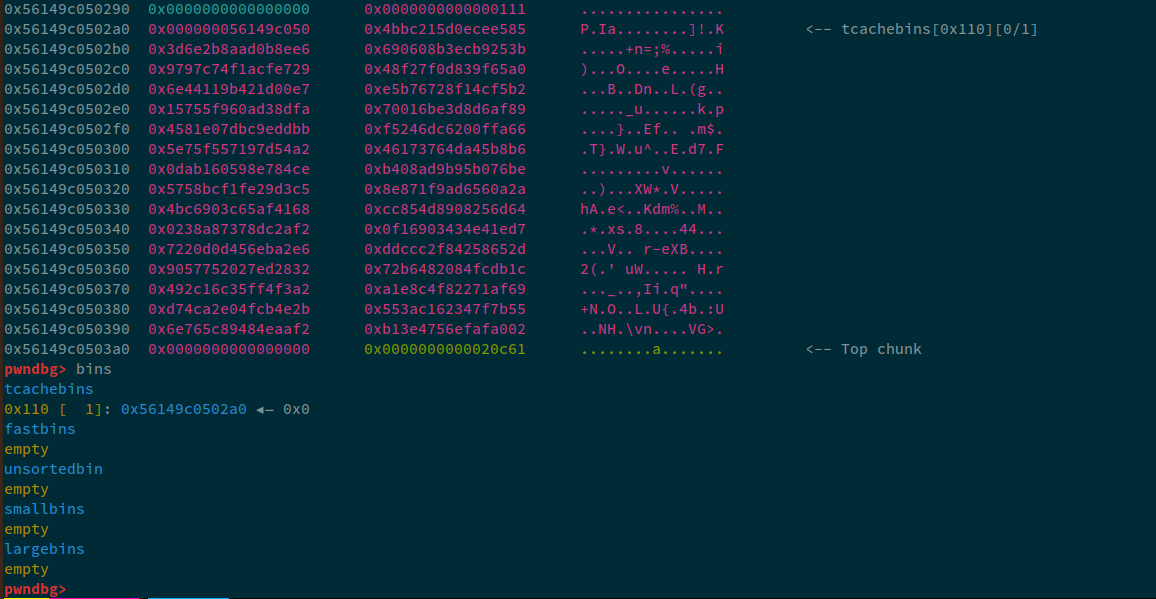 0x56149c050290 0x0000000000000000 0x0000000000000111 ................
0x56149c0502a0 0x000000056149c050 0x4bbc215d0ecee585 P.Ia........]!.K <-- tcachebins[0x110][0/1]
0x56149c0502b0 0x3d6e2b8aad0b8ee6 0x690608b3ecb9253b .....+n=;%.....i
0x56149c0502c0 0x9797c74f1acfe729 0x48f27f0d839f65a0 )...O....e.....H
0x56149c0502d0 0x6e44119b421d00e7 0xe5b76728f14cf5b2 ...B..Dn..L.(g..
0x56149c0502e0 0x15755f960ad38dfa 0x70016be3d8d6af89 ....._u......k.p
0x56149c0502f0 0x4581e07dbc9eddbb 0xf5246dc6200ffa66 ....}..Ef.. .m$.
0x56149c050300 0x5e75f557197d54a2 0x46173764da45b8b6 .T}.W.u^..E.d7.F
0x56149c050310 0x0dab160598e784ce 0xb408ad9b95b076be .........v......
0x56149c050320 0x5758bcf1fe29d3c5 0x8e871f9ad6560a2a ..)...XW*.V.....
0x56149c050330 0x4bc6903c65af4168 0xcc854d8908256d64 hA.e<..Kdm%..M..
0x56149c050340 0x0238a87378dc2af2 0x0f16903434e41ed7 .*.xs.8....44...
0x56149c050350 0x7220d0d456eba2e6 0xddccc2f84258652d ...V.. r-eXB....
0x56149c050360 0x9057752027ed2832 0x72b6482084fcdb1c 2(.' uW..... H.r
0x56149c050370 0x492c16c35ff4f3a2 0xa1e8c4f82271af69 ..._..,Ii.q"....
0x56149c050380 0xd74ca2e04fcb4e2b 0x553ac162347f7b55 +N.O..L.U{.4b.:U
0x56149c050390 0x6e765c89484eaaf2 0xb13e4756efafa002 ..NH.\vn....VG>.
0x56149c0503a0 0x0000000000000000 0x0000000000020c61 ........a....... <-- Top chunk
pwndbg> bins
tcachebins
0x110 [  1]: 0x56149c0502a0 ◂— 0x0
fastbins
empty
unsortedbin
empty
smallbins
empty
largebins
empty
pwndbg>